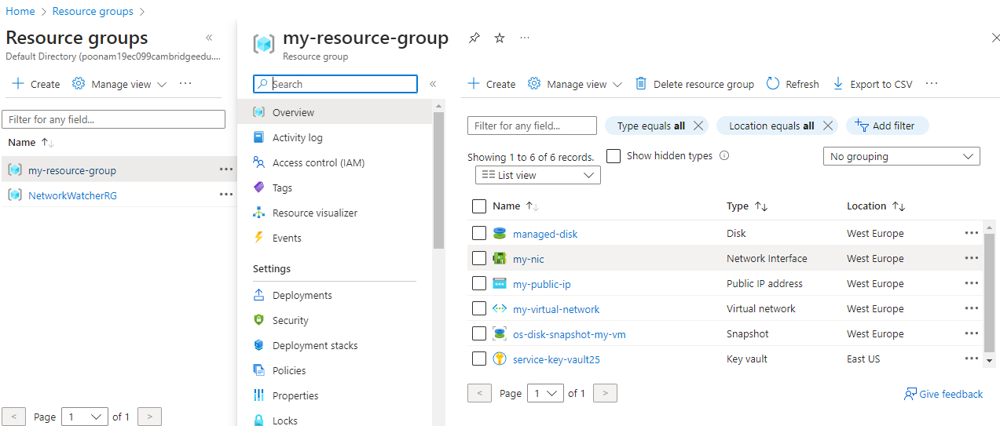 Home > Resource groups >
Resource groups «
Default Directory (poonam19ec099cambridgeedu....
+ Create Manage view ···
Filter for any field...
Name ↑↓
my-resource-group ···
NetworkWatcherRG ···
< Page 1 of 1 >
my-resource-group ···
Resource group
Search «
Overview
Activity log
Access control (IAM)
Tags
Resource visualizer
Events
Settings
Deployments
Security
Deployment stacks
Policies
Properties
Locks
+ Create Manage view Delete resource group Refresh Export to CSV ···
Filter for any field... Type equals all Location equals all Add filter
Showing 1 to 6 of 6 records. Show hidden types No grouping
List view
Name ↑↓ Type ↑↓ Location ↑↓
managed-disk Disk West Europe ···
my-nic Network Interface West Europe ···
my-public-ip Public IP address West Europe ···
my-virtual-network Virtual network West Europe ···
os-disk-snapshot-my-vm Snapshot West Europe ···
service-key-vault25 Key vault East US ···
< Page 1 of 1 > Give feedback